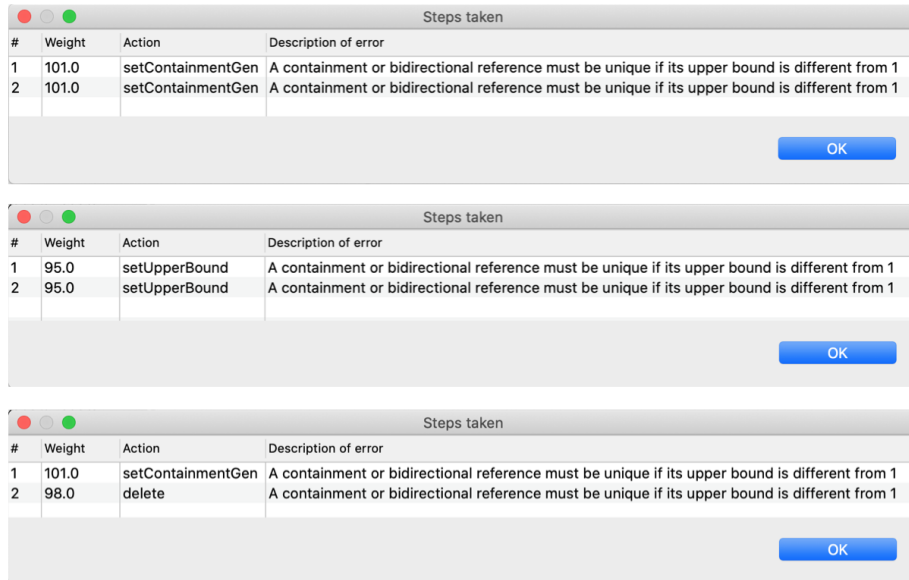 Steps taken
# Weight Action Description of error
1 101.0 setContainmentGen A containment or bidirectional reference must be unique if its upper bound is different from 1
2 101.0 setContainmentGen A containment or bidirectional reference must be unique if its upper bound is different from 1
OK
Steps taken
# Weight Action Description of error
1 95.0 setUpperBound A containment or bidirectional reference must be unique if its upper bound is different from 1
2 95.0 setUpperBound A containment or bidirectional reference must be unique if its upper bound is different from 1
OK
Steps taken
# Weight Action Description of error
1 101.0 setContainmentGen A containment or bidirectional reference must be unique if its upper bound is different from 1
2 98.0 delete A containment or bidirectional reference must be unique if its upper bound is different from 1
OK